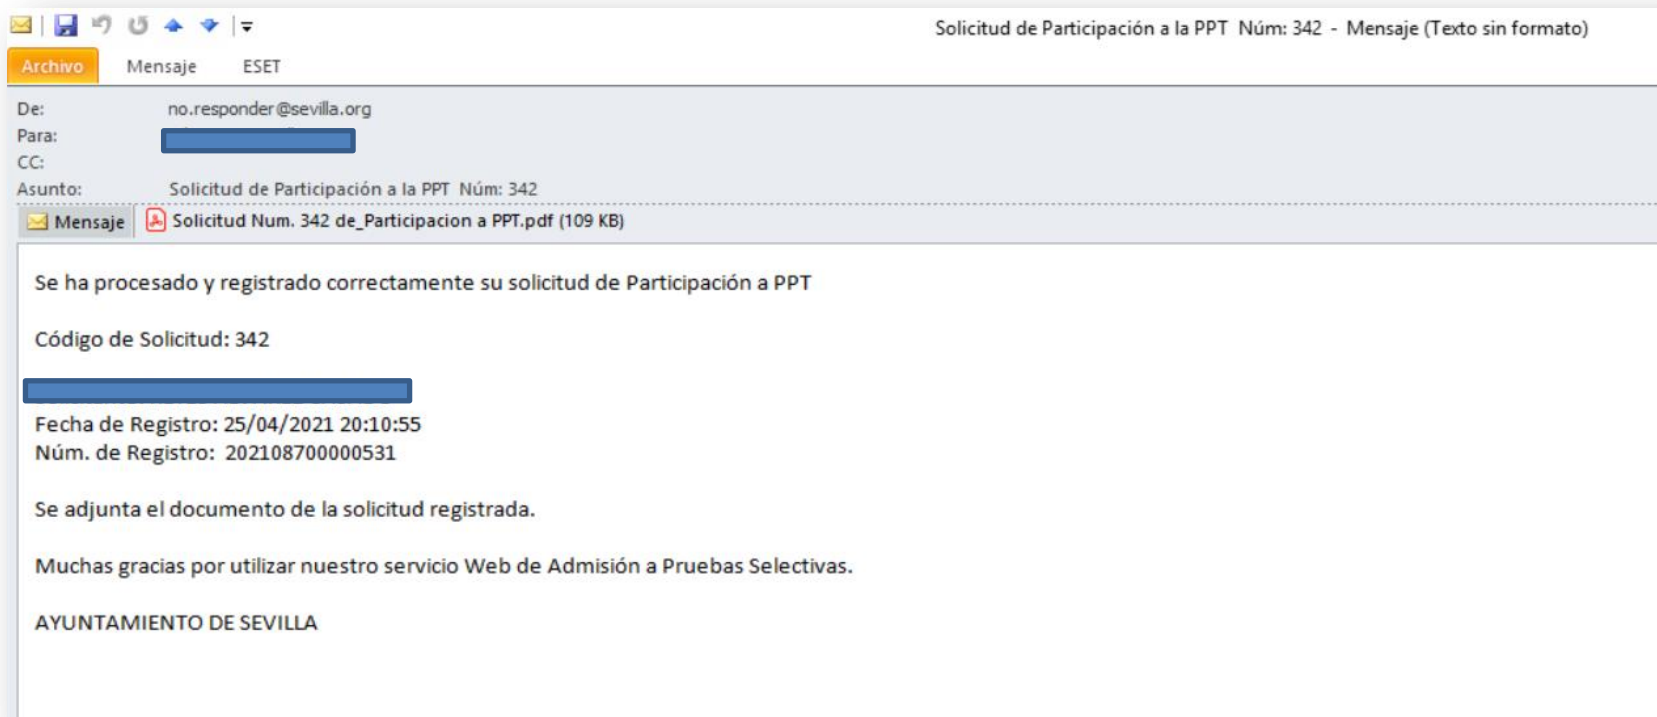 Solicitud de Participación a la PPT Núm: 342 - Mensaje (Texto sin formato)
Archivo Mensaje ESET
De: no.responder@sevilla.org
Para:
CC:
Asunto: Solicitud de Participación a la PPT Núm: 342
Mensaje Solicitud Num. 342 de_Participacion a PPT.pdf (109 KB)
Se ha procesado y registrado correctamente su solicitud de Participación a PPT
Código de Solicitud: 342
Fecha de Registro: 25/04/2021 20:10:55
Núm. de Registro: 202108700000531
Se adjunta el documento de la solicitud registrada.
Muchas gracias por utilizar nuestro servicio Web de Admisión a Pruebas Selectivas.
AYUNTAMIENTO DE SEVILLA